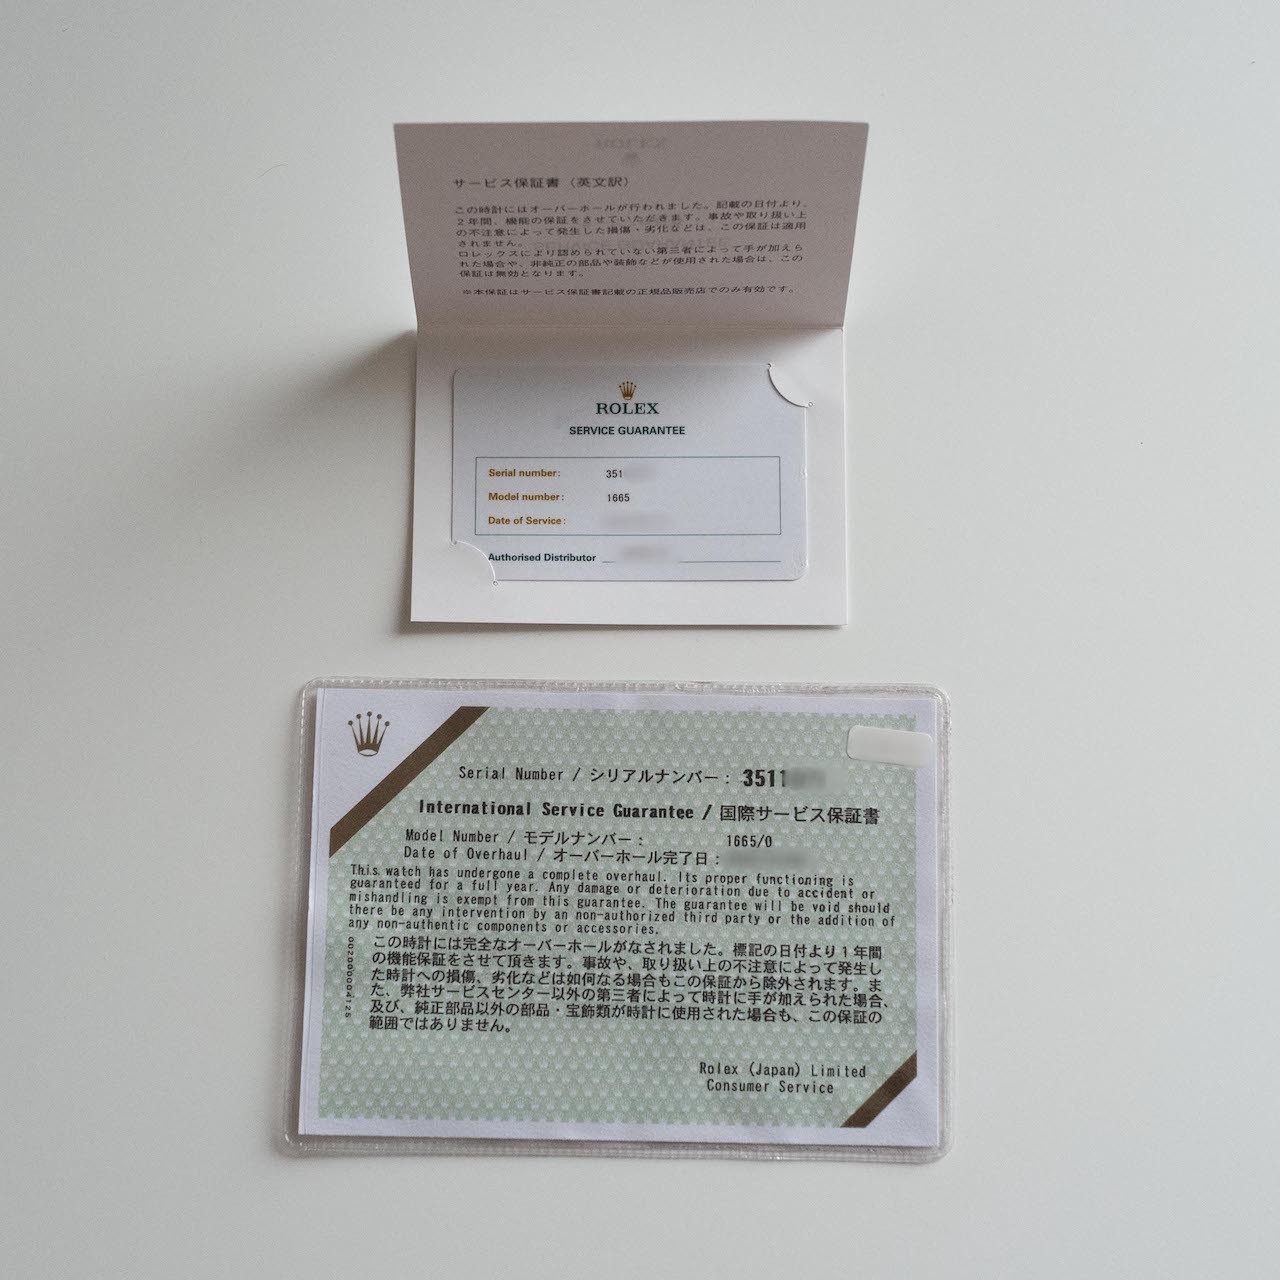 サービス保証書（英文訳）
この時計にはオーバーホールが行われました。記載の日付より、
2年間、機能の保証をさせていただきます。事故や取り扱い上
の不注意によって発生した損傷・劣化などは、この保証は適用
されません。
ロレックスにより認められていない第三者によって手が加えら
れた場合や、非純正の部品や装飾などが使用された場合は、この
保証は無効となります。
※本保証はサービス保証書記載の正規品販売店でのみ有効です。
ROLEX
SERVICE GUARANTEE
Serial number: 351
Model number: 1665
Date of Service:
Authorised Distributor
Serial Number / シリアルナンバー： 3511
International Service Guarantee / 国際サービス保証書
Model Number / モデルナンバー： 1665/0
Date of Overhaul / オーバーホール完了日：
This watch has undergone a complete overhaul. Its proper functioning is
guaranteed for a full year. Any damage or deterioration due to accident or
mishandling is exempt from this guarantee. The guarantee will be void should
there be any intervention by an non-authorized third party or the addition of
any non-authentic components or accessories.
この時計には完全なオーバーホールがなされました。標記の日付より１年間
の機能保証をさせて頂きます。事故や、取り扱い上の不注意によって発生し
た時計への損傷、劣化などは如何なる場合もこの保証から除外されます。ま
た、弊社サービスセンター以外の第三者によって時計に手が加えられた場合、
及び、純正部品以外の部品・宝飾類が時計に使用された場合も、この保証の
範囲ではありません。
0020000004725
Rolex (Japan) Limited
Consumer Service